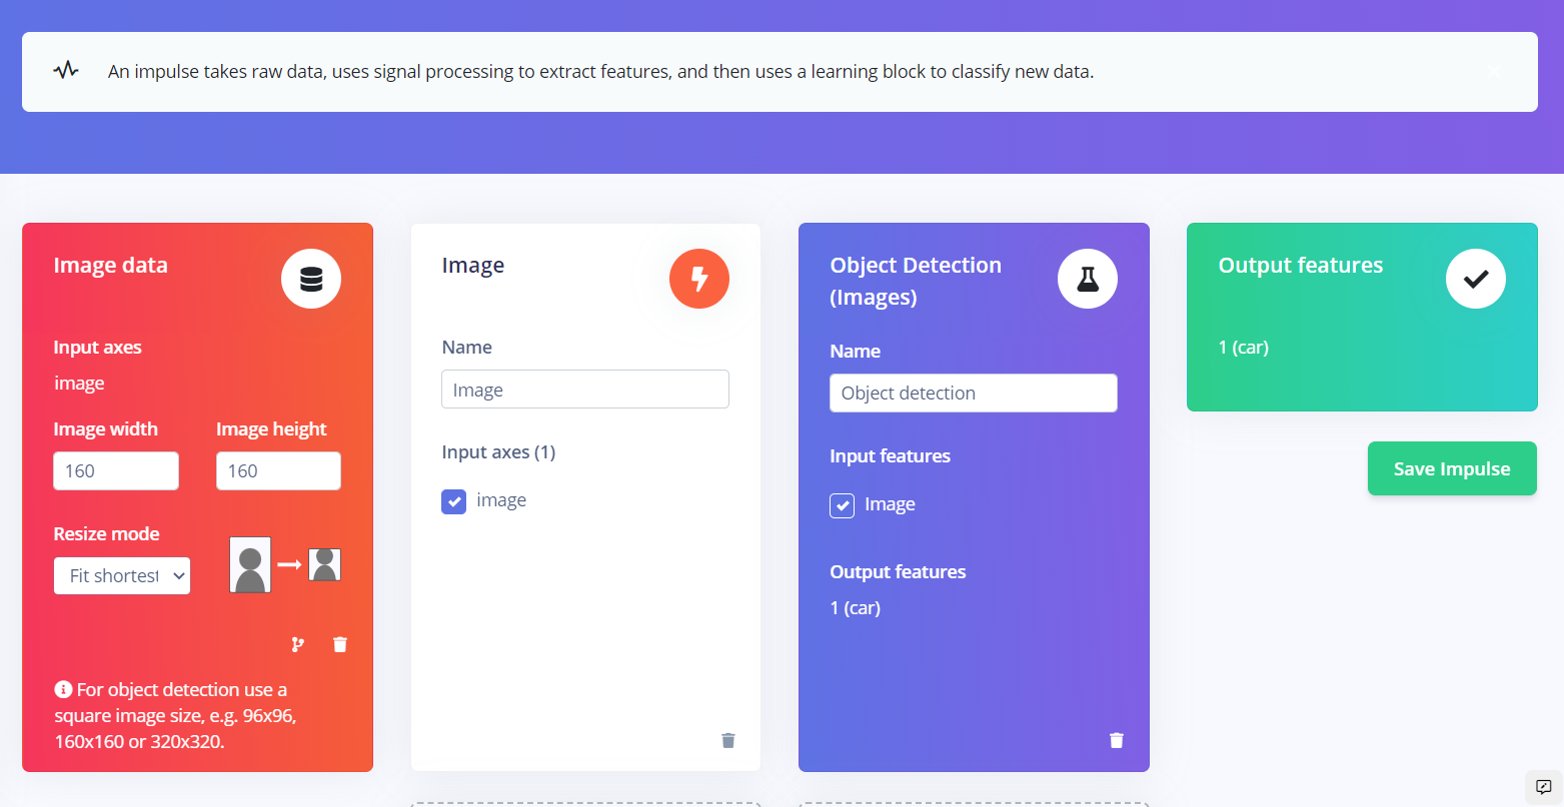 An impulse takes raw data, uses signal processing to extract features, and then uses a learning block to classify new data.
Image data
Input axes
image
Image width
Image height
160
160
Resize mode
Fit shortest
For object detection use a
square image size, e.g. 96x96,
160x160 or 320x320.
Image
Name
Image
Input axes (1)
image
Object Detection
(Images)
Name
Object detection
Input features
Image
Output features
1 (car)
Output features
1 (car)
Save Impulse